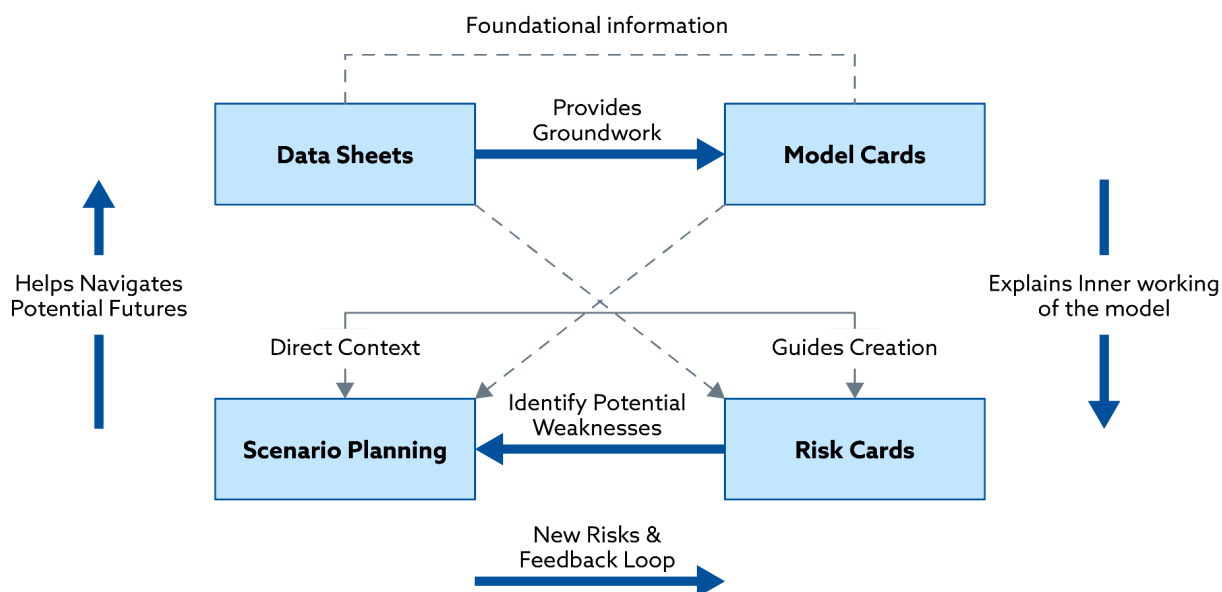 Foundational information
Provides
Groundwork
Data Sheets
Model Cards
Helps Navigates
Potential Futures
Explains Inner working
of the model
Direct Context
Guides Creation
Identify Potential
Weaknesses
Scenario Planning
Risk Cards
New Risks &
Feedback Loop